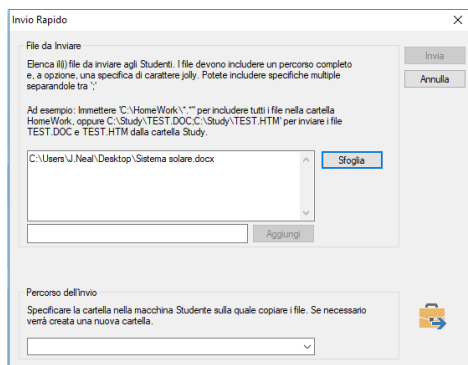 Invio Rapido
File da Inviare
Elenca il(i) file da inviare agli Studenti. I file devono includere un percorso completo
e, a opzione, una specifica di carattere jolly. Potete includere specifiche multiple
separandole tra ';'
Ad esempio: Immettere 'C:\HomeWork\*.*'' per includere tutti i file nella cartella
HomeWork, oppure C:\Study\TEST.DOC;C:\Study\TEST.HTM' per inviare i file
TEST.DOC e TEST.HTM dalla cartella Study.
C:\Users\J.Neal\Desktop\Sistema solare.docx
Sfoglia
Aggiungi
Invia
Annulla
Percorso dell'invio
Specificare la cartella nella macchina Studente sulla quale copiare i file. Se necessario
verrà creata una nuova cartella.